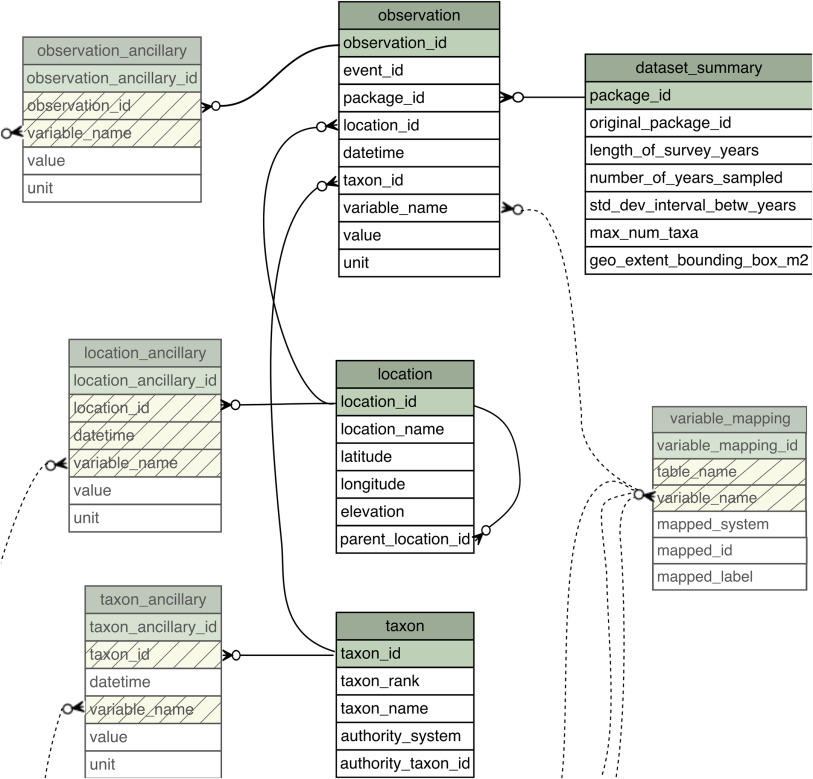 observation
observation_id
event_id
package_id
location_id
datetime
taxon_id
variable_name
value
unit
observation_ancillary
observation_ancillary_id
observation_id
variable_name
value
unit
dataset_summary
package_id
original_package_id
length_of_survey_years
number_of_years_sampled
std_dev_interval_betw_years
max_num_taxa
geo_extent_bounding_box_m2
location_ancillary
location_ancillary_id
location_id
datetime
variable_name
value
unit
location
location_id
location_name
latitude
longitude
elevation
parent_location_id
variable_mapping
variable_mapping_id
table_name
variable_name
mapped_system
mapped_id
mapped_label
taxon_ancillary
taxon_ancillary_id
taxon_id
datetime
variable_name
value
unit
taxon
taxon_id
taxon_rank
taxon_name
authority_system
authority_taxon_id